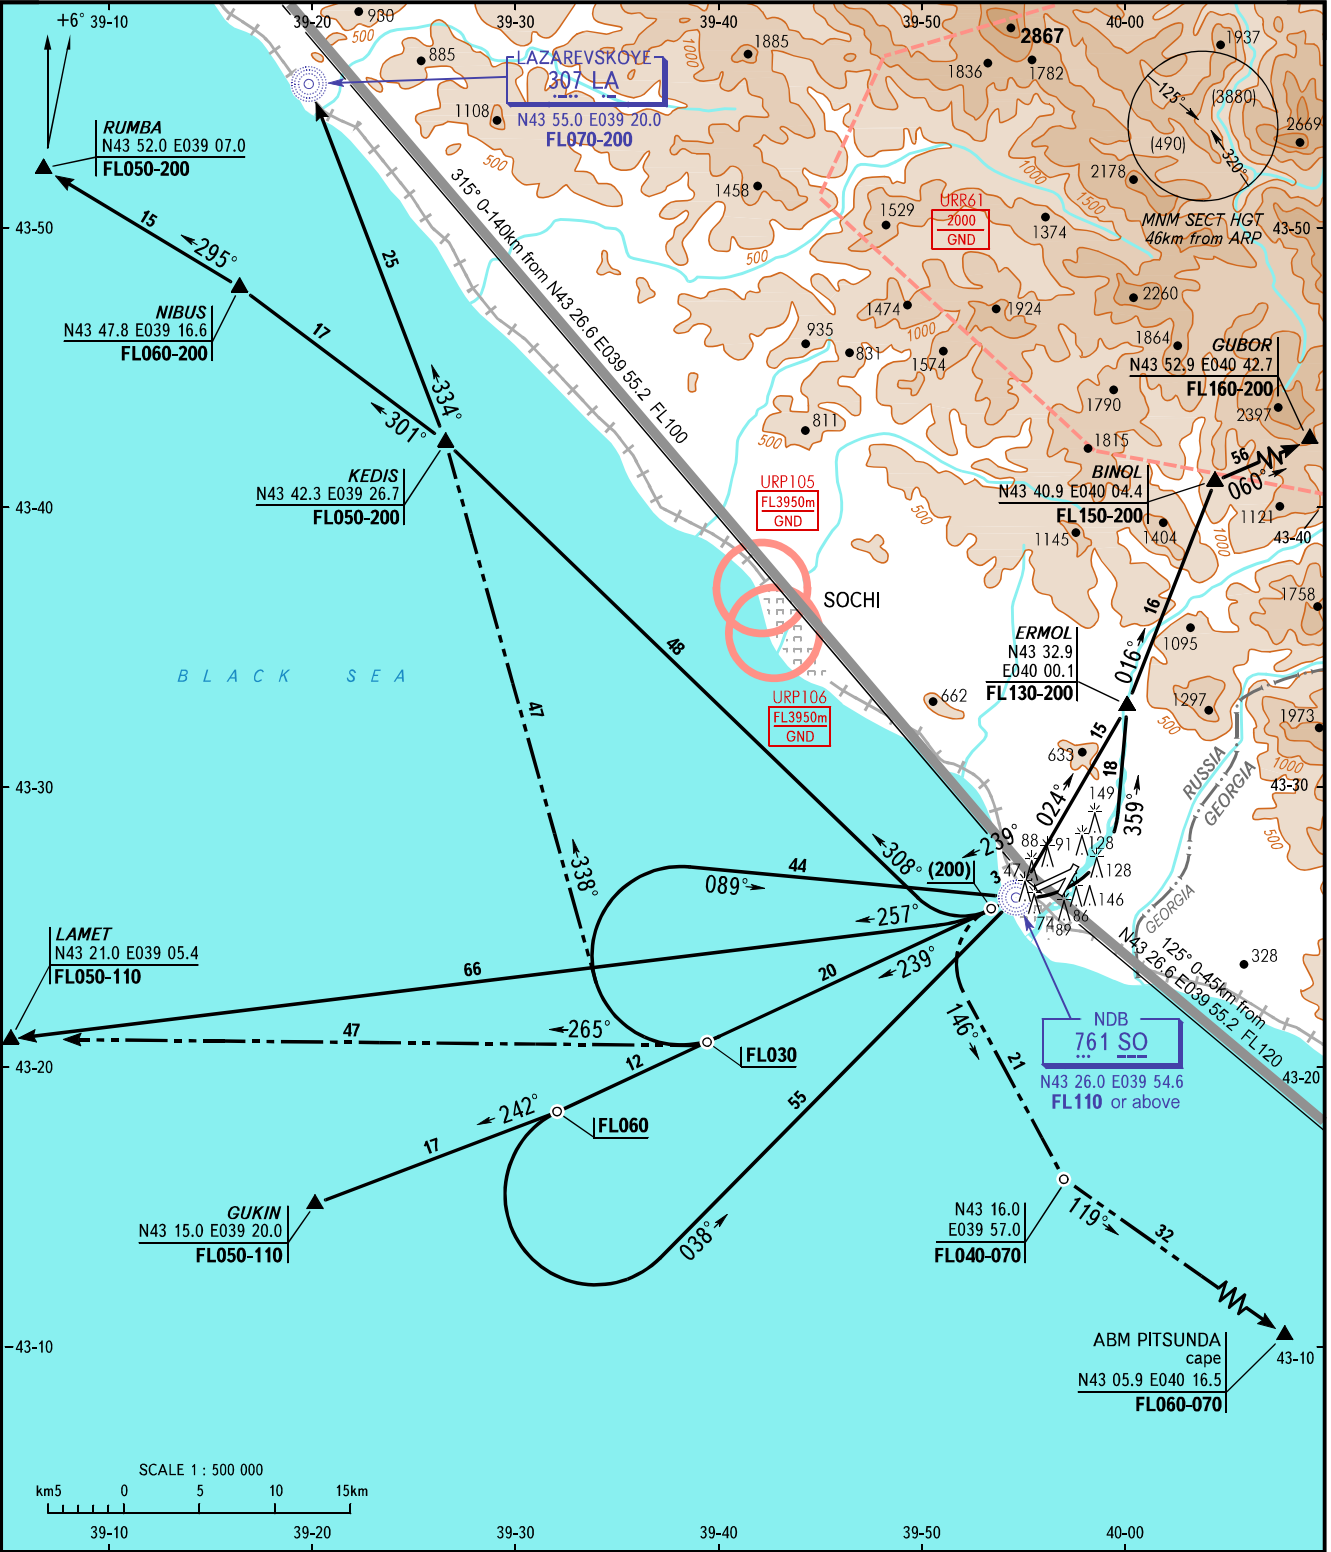 39-10
39-20
39-30
39-40
39-50
40-00
+6°
930
500
885
1108
500
1885
1000
1458
500
2867
1836
1782
1937
2669
125°
(3880)
(490)
320°
MNM SECT HGT
46km from ARP
2178
1000
1500
1529
1374
URR61
2000
GND
43-50
43-50
LAZAREVSKOYE
307 LA
N43 55.0 E039 20.0
FL070-200
RUMBA
N43 52.0 E039 07.0
FL050-200
15
295°
NIBUS
N43 47.8 E039 16.6
FL060-200
17
25
334°
301°
KEDIS
N43 42.3 E039 26.7
FL050-200
315° 0-140km from N43 26.6 E039 55.2 FL100
1474
1000
1924
2260
1864
935
831
1574
1790
811
500
1815
GUBOR
N43 52.9 E040 42.7
FL160-200
2397
56
060°
BINOL
N43 40.9 E040 04.4
FL150-200
1121
1000
1145
1404
500
43-40
43-40
URP105
FL3950m
GND
SOCHI
URP106
FL3950m
GND
1758
1095
16
016°
ERMOL
N43 32.9
E040 00.1
FL130-200
662
1297
500
1973
1000
RUSSIA
GEORGIA
GEORGIA
500
BLACK SEA
48
47
43-30
43-30
633
15
18
024°
359°
149
128
128
146
88
91
47
77
89
86
239°
3
(200)
308°
338°
44
089°
257°
239°
20
66
LAMET
N43 21.0 E039 05.4
FL050-110
47
265°
FL030
12
FL060
242°
17
GUKIN
N43 15.0 E039 20.0
FL050-110
55
038°
146°
21
NDB
761 SO
N43 26.0 E039 54.6
FL110 or above
328
125° 0-45km from
N43 26.6 E039 55.2 FL120
43-20
43-20
N43 16.0
E039 57.0
FL040-070
119°
32
ABM PITSUNDA
cape
N43 05.9 E040 16.5
FL060-070
43-10
43-10
SCALE 1 : 500 000
km5 0 5 10 15km
39-10
39-20
39-30
39-40
39-50
40-00